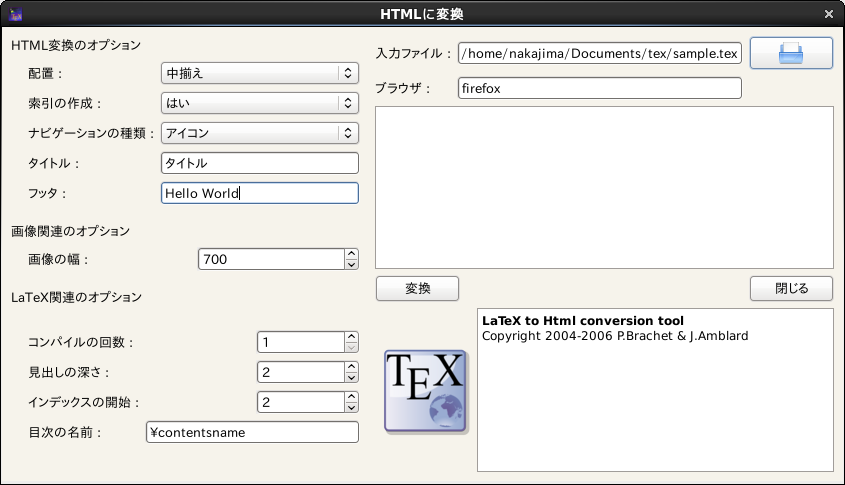 HTMLに変換
HTML変換のオプション
配置：
中揃え
索引の作成：
はい
ナビゲーションの種類：
アイコン
タイトル：
タイトル
フッタ：
Hello World
画像関連のオプション
画像の幅：
700
LaTeX関連のオプション
コンパイルの回数：
1
見出しの深さ：
2
インデックスの開始：
2
目次の名前：
¥contentsname
入力ファイル：
/home/nakajima/Documents/tex/sample.tex
ブラウザ：
firefox
変換
閉じる
TEX
LaTeX to Html conversion tool
Copyright 2004-2006 P.Brachet & J.Amblard